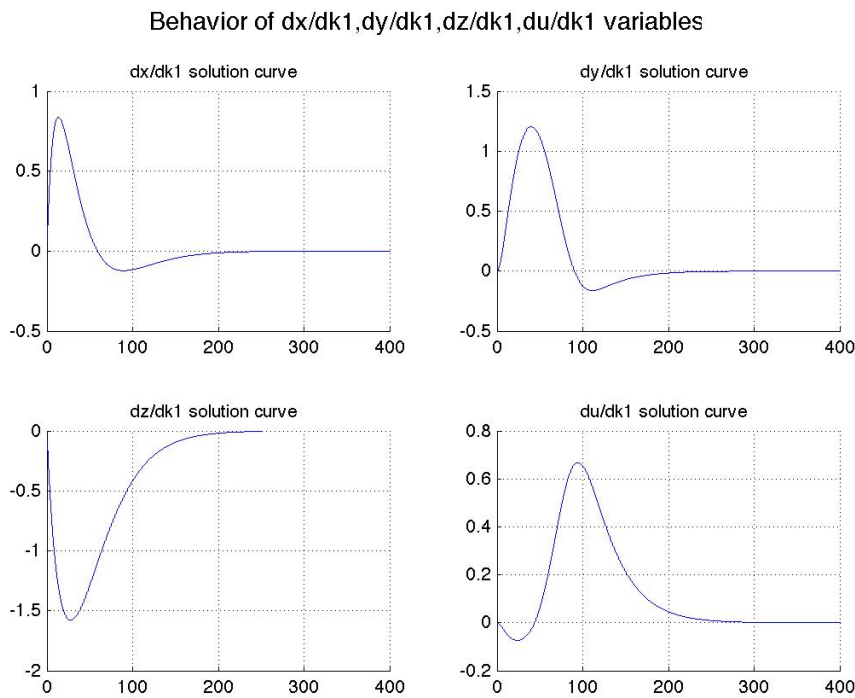 Behavior of dx/dk1,dy/dk1,dz/dk1,du/dk1 variables
dx/dk1 solution curve
1
0.5
0
-0.5
0 100 200 300 400
dy/dk1 solution curve
1.5
1
0.5
0
-0.5
0 100 200 300 400
dz/dk1 solution curve
0
-0.5
-1
-1.5
-2
0 100 200 300 400
du/dk1 solution curve
0.8
0.6
0.4
0.2
0
-0.2
0 100 200 300 400